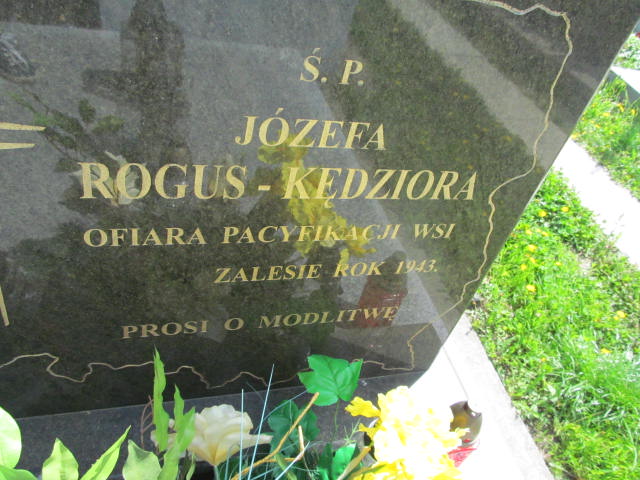 Ś. P.
JÓZEFA
ROGUS - KĘDZIORA
OFIARA PACYFIKACJI WSI
ZALESIE ROK 1943.
PROSI O MODLITWĘ